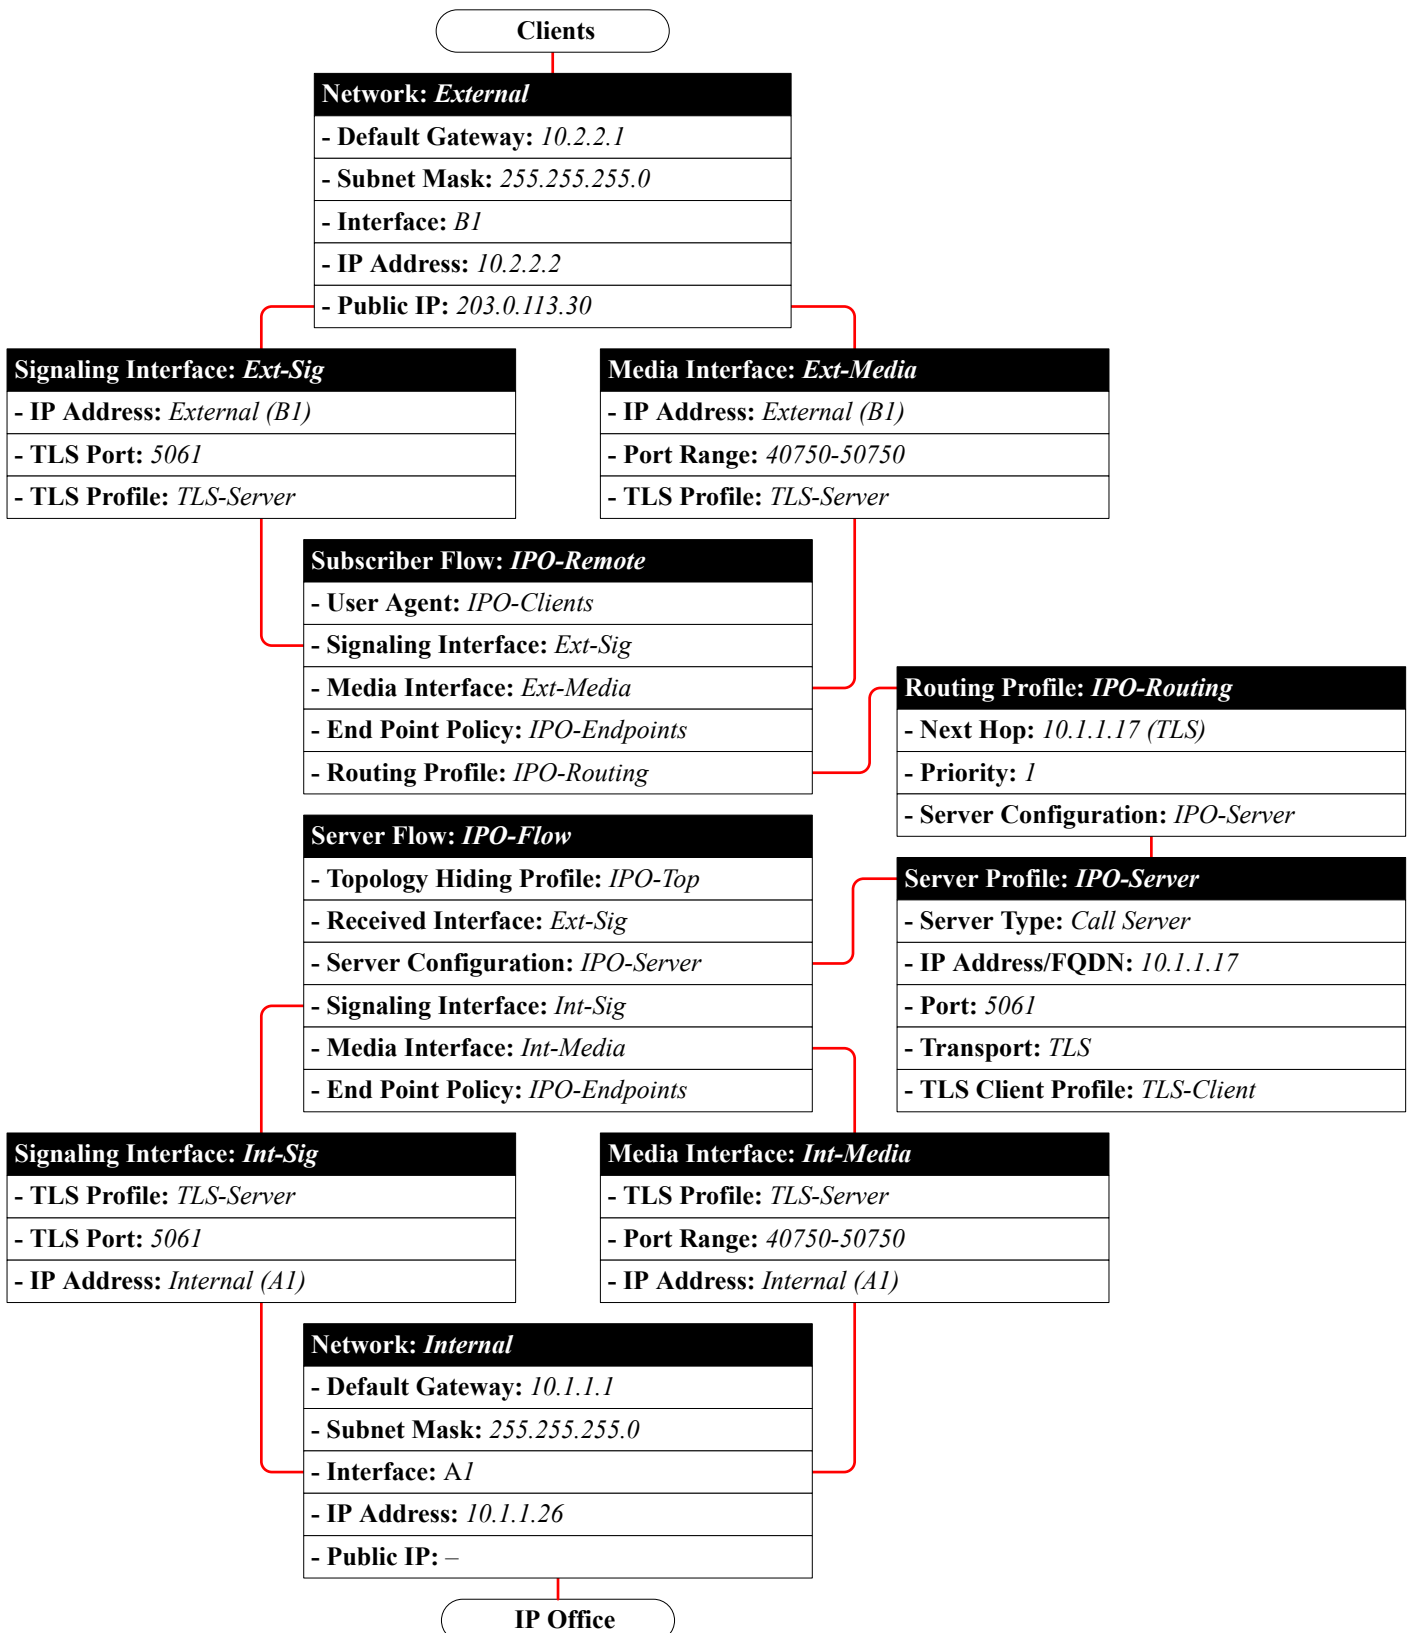 Clients
Network: External
- Default Gateway: 10.2.2.1
- Subnet Mask: 255.255.255.0
- Interface: B1
- IP Address: 10.2.2.2
- Public IP: 203.0.113.30
Signaling Interface: Ext-Sig
- IP Address: External (B1)
- TLS Port: 5061
- TLS Profile: TLS-Server
Media Interface: Ext-Media
- IP Address: External (B1)
- Port Range: 40750-50750
- TLS Profile: TLS-Server
Subscriber Flow: IPO-Remote
- User Agent: IPO-Clients
- Signaling Interface: Ext-Sig
- Media Interface: Ext-Media
- End Point Policy: IPO-Endpoints
- Routing Profile: IPO-Routing
Routing Profile: IPO-Routing
- Next Hop: 10.1.1.17 (TLS)
- Priority: 1
- Server Configuration: IPO-Server
Server Flow: IPO-Flow
- Topology Hiding Profile: IPO-Top
- Received Interface: Ext-Sig
- Server Configuration: IPO-Server
- Signaling Interface: Int-Sig
- Media Interface: Int-Media
- End Point Policy: IPO-Endpoints
Server Profile: IPO-Server
- Server Type: Call Server
- IP Address/FQDN: 10.1.1.17
- Port: 5061
- Transport: TLS
- TLS Client Profile: TLS-Client
Signaling Interface: Int-Sig
- TLS Profile: TLS-Server
- TLS Port: 5061
- IP Address: Internal (A1)
Media Interface: Int-Media
- TLS Profile: TLS-Server
- Port Range: 40750-50750
- IP Address: Internal (A1)
Network: Internal
- Default Gateway: 10.1.1.1
- Subnet Mask: 255.255.255.0
- Interface: A1
- IP Address: 10.1.1.26
- Public IP: –
IP Office